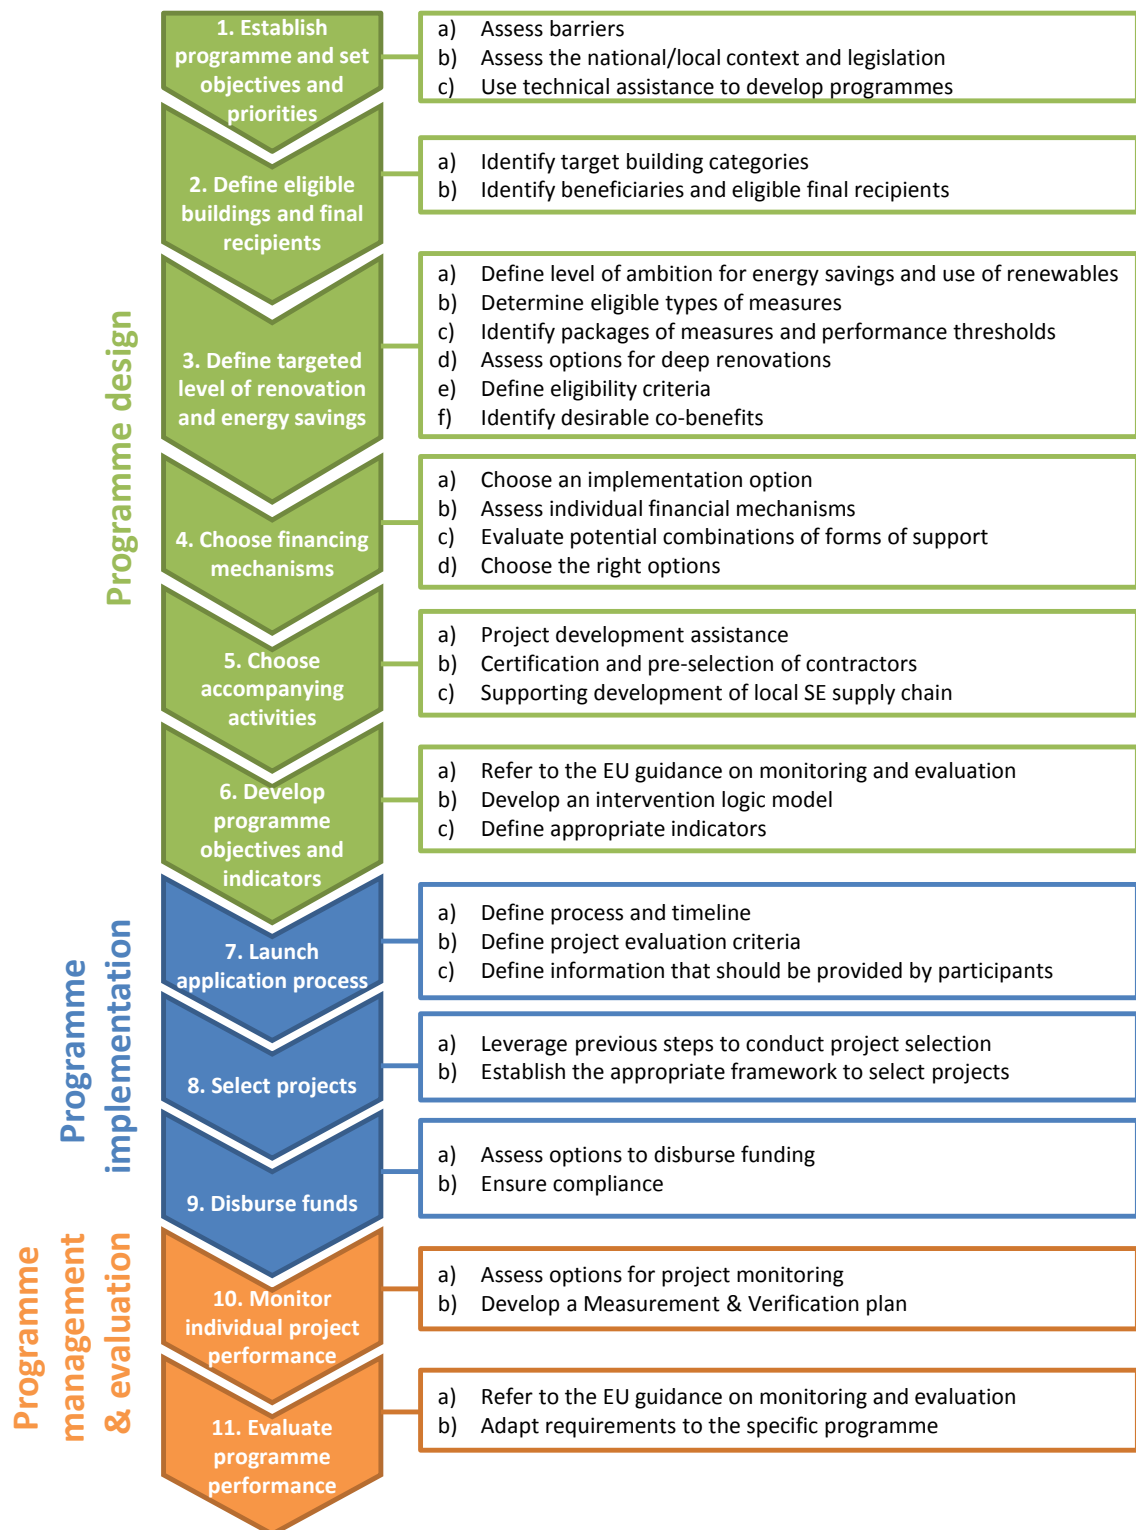 Programme design
1. Establish
programme and set
objectives and
priorities
a) Assess barriers
b) Assess the national/local context and legislation
c) Use technical assistance to develop programmes
2. Define eligible
buildings and final
recipients
a) Identify target building categories
b) Identify beneficiaries and eligible final recipients
3. Define targeted
level of renovation
and energy savings
a) Define level of ambition for energy savings and use of renewables
b) Determine eligible types of measures
c) Identify packages of measures and performance thresholds
d) Assess options for deep renovations
e) Define eligibility criteria
f) Identify desirable co-benefits
4. Choose financing
mechanisms
a) Choose an implementation option
b) Assess individual financial mechanisms
c) Evaluate potential combinations of forms of support
d) Choose the right options
5. Choose
accompanying
activities
a) Project development assistance
b) Certification and pre-selection of contractors
c) Supporting development of local SE supply chain
6. Develop
programme
objectives and
indicators
a) Refer to the EU guidance on monitoring and evaluation
b) Develop an intervention logic model
c) Define appropriate indicators
Programme
implementation
7. Launch
application process
a) Define process and timeline
b) Define project evaluation criteria
c) Define information that should be provided by participants
8. Select projects
a) Leverage previous steps to conduct project selection
b) Establish the appropriate framework to select projects
9. Disburse funds
a) Assess options to disburse funding
b) Ensure compliance
Programme
management
& evaluation
10. Monitor
individual project
performance
a) Assess options for project monitoring
b) Develop a Measurement & Verification plan
11. Evaluate
programme
performance
a) Refer to the EU guidance on monitoring and evaluation
b) Adapt requirements to the specific programme